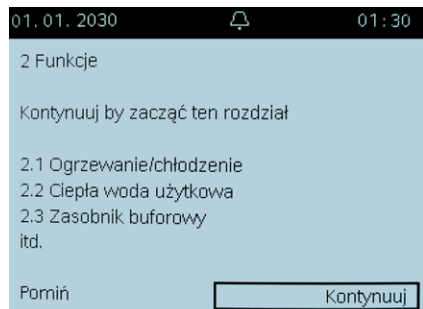 01. 01. 2030 01:30
2 Funkcje
Kontynuuj by zacząć ten rozdział
2.1 Ogrzewanie/chłodzenie
2.2 Ciepła woda użytkowa
2.3 Zasobnik buforowy
itd.
Pomiń Kontynuuj